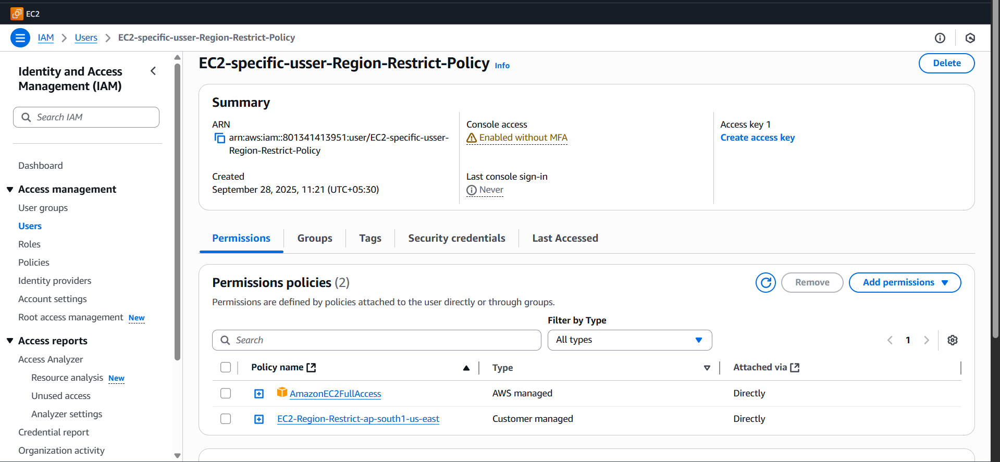 EC2
IAM > Users > EC2-specific-usser-Region-Restrict-Policy
Identity and Access
Management (IAM)
Search IAM
Dashboard
Access management
User groups
Users
Roles
Policies
Identity providers
Account settings
Root access management New
Access reports
Access Analyzer
Resource analysis New
Unused access
Analyzer settings
Credential report
Organization activity
EC2-specific-usser-Region-Restrict-Policy Info
Delete
Summary
ARN
arn:aws:iam::801341413951:user/EC2-specific-usser-
Region-Restrict-Policy
Created
September 28, 2025, 11:21 (UTC+05:30)
Console access
Enabled without MFA
Last console sign-in
Never
Access key 1
Create access key
Permissions Groups Tags Security credentials Last Accessed
Permissions policies (2)
Remove Add permissions
Permissions are defined by policies attached to the user directly or through groups.
Filter by Type
Search All types 1
Policy name Type Attached via
AmazonEC2FullAccess AWS managed Directly
EC2-Region-Restrict-ap-south1-us-east Customer managed Directly